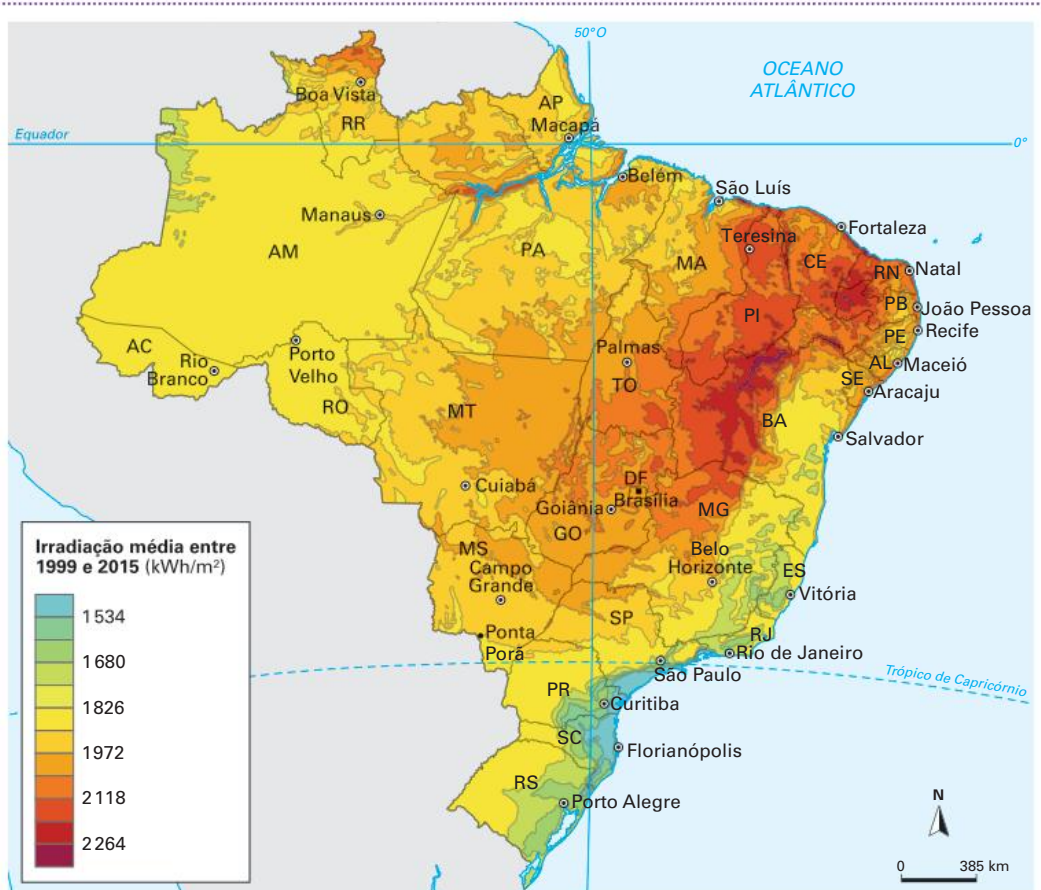 50°O
OCEANO
ATLÂNTICO
Boa Vista
RR
AP
Macapá
Equador
0°
Belém
São Luís
Manaus
Fortaleza
Teresina
AM
PA
MA
CE
RN
Natal
PB
João Pessoa
PI
PE
Recife
AC
Rio
Branco
Porto
Velho
Palmas
TO
AL
Maceió
SE
Aracaju
RO
MT
BA
Salvador
Cuiabá
DF
Brasília
Goiânia
GO
MG
MS
Campo
Grande
Belo
Horizonte
ES
Vitória
SP
RJ
Ponta
Porã
Rio de Janeiro
São Paulo
Trópico de Capricórnio
PR
Curitiba
SC
Florianópolis
RS
Porto Alegre
Irradiação média entre
1999 e 2015 (kWh/m²)
1 534
1 680
1 826
1 972
2 118
2 264
N
0 385 km